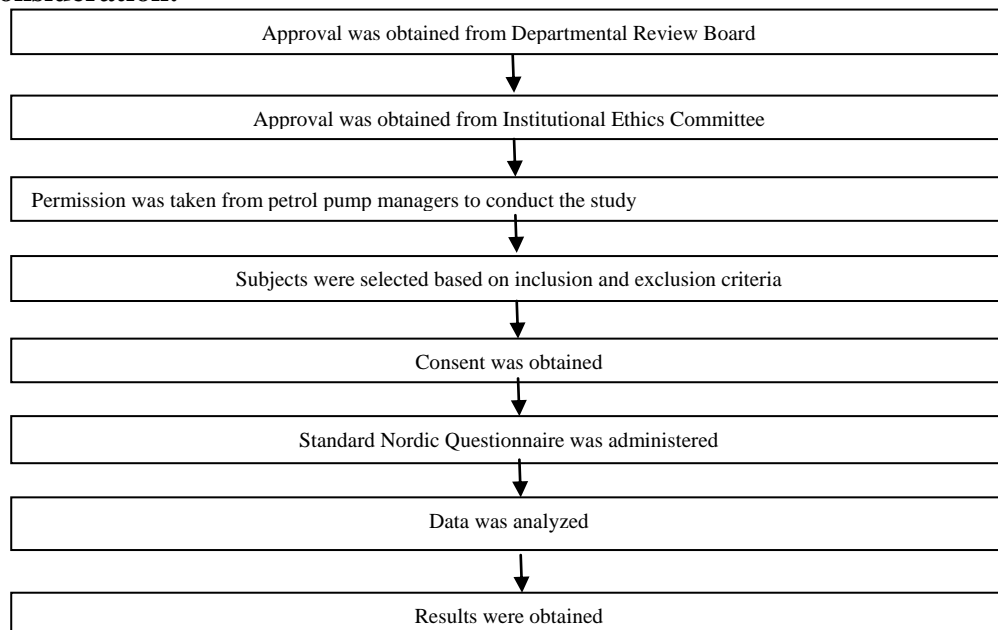 Approval was obtained from Departmental Review Board
Approval was obtained from Institutional Ethics Committee
Permission was taken from petrol pump managers to conduct the study
Subjects were selected based on inclusion and exclusion criteria
Consent was obtained
Standard Nordic Questionnaire was administered
Data was analyzed
Results were obtained